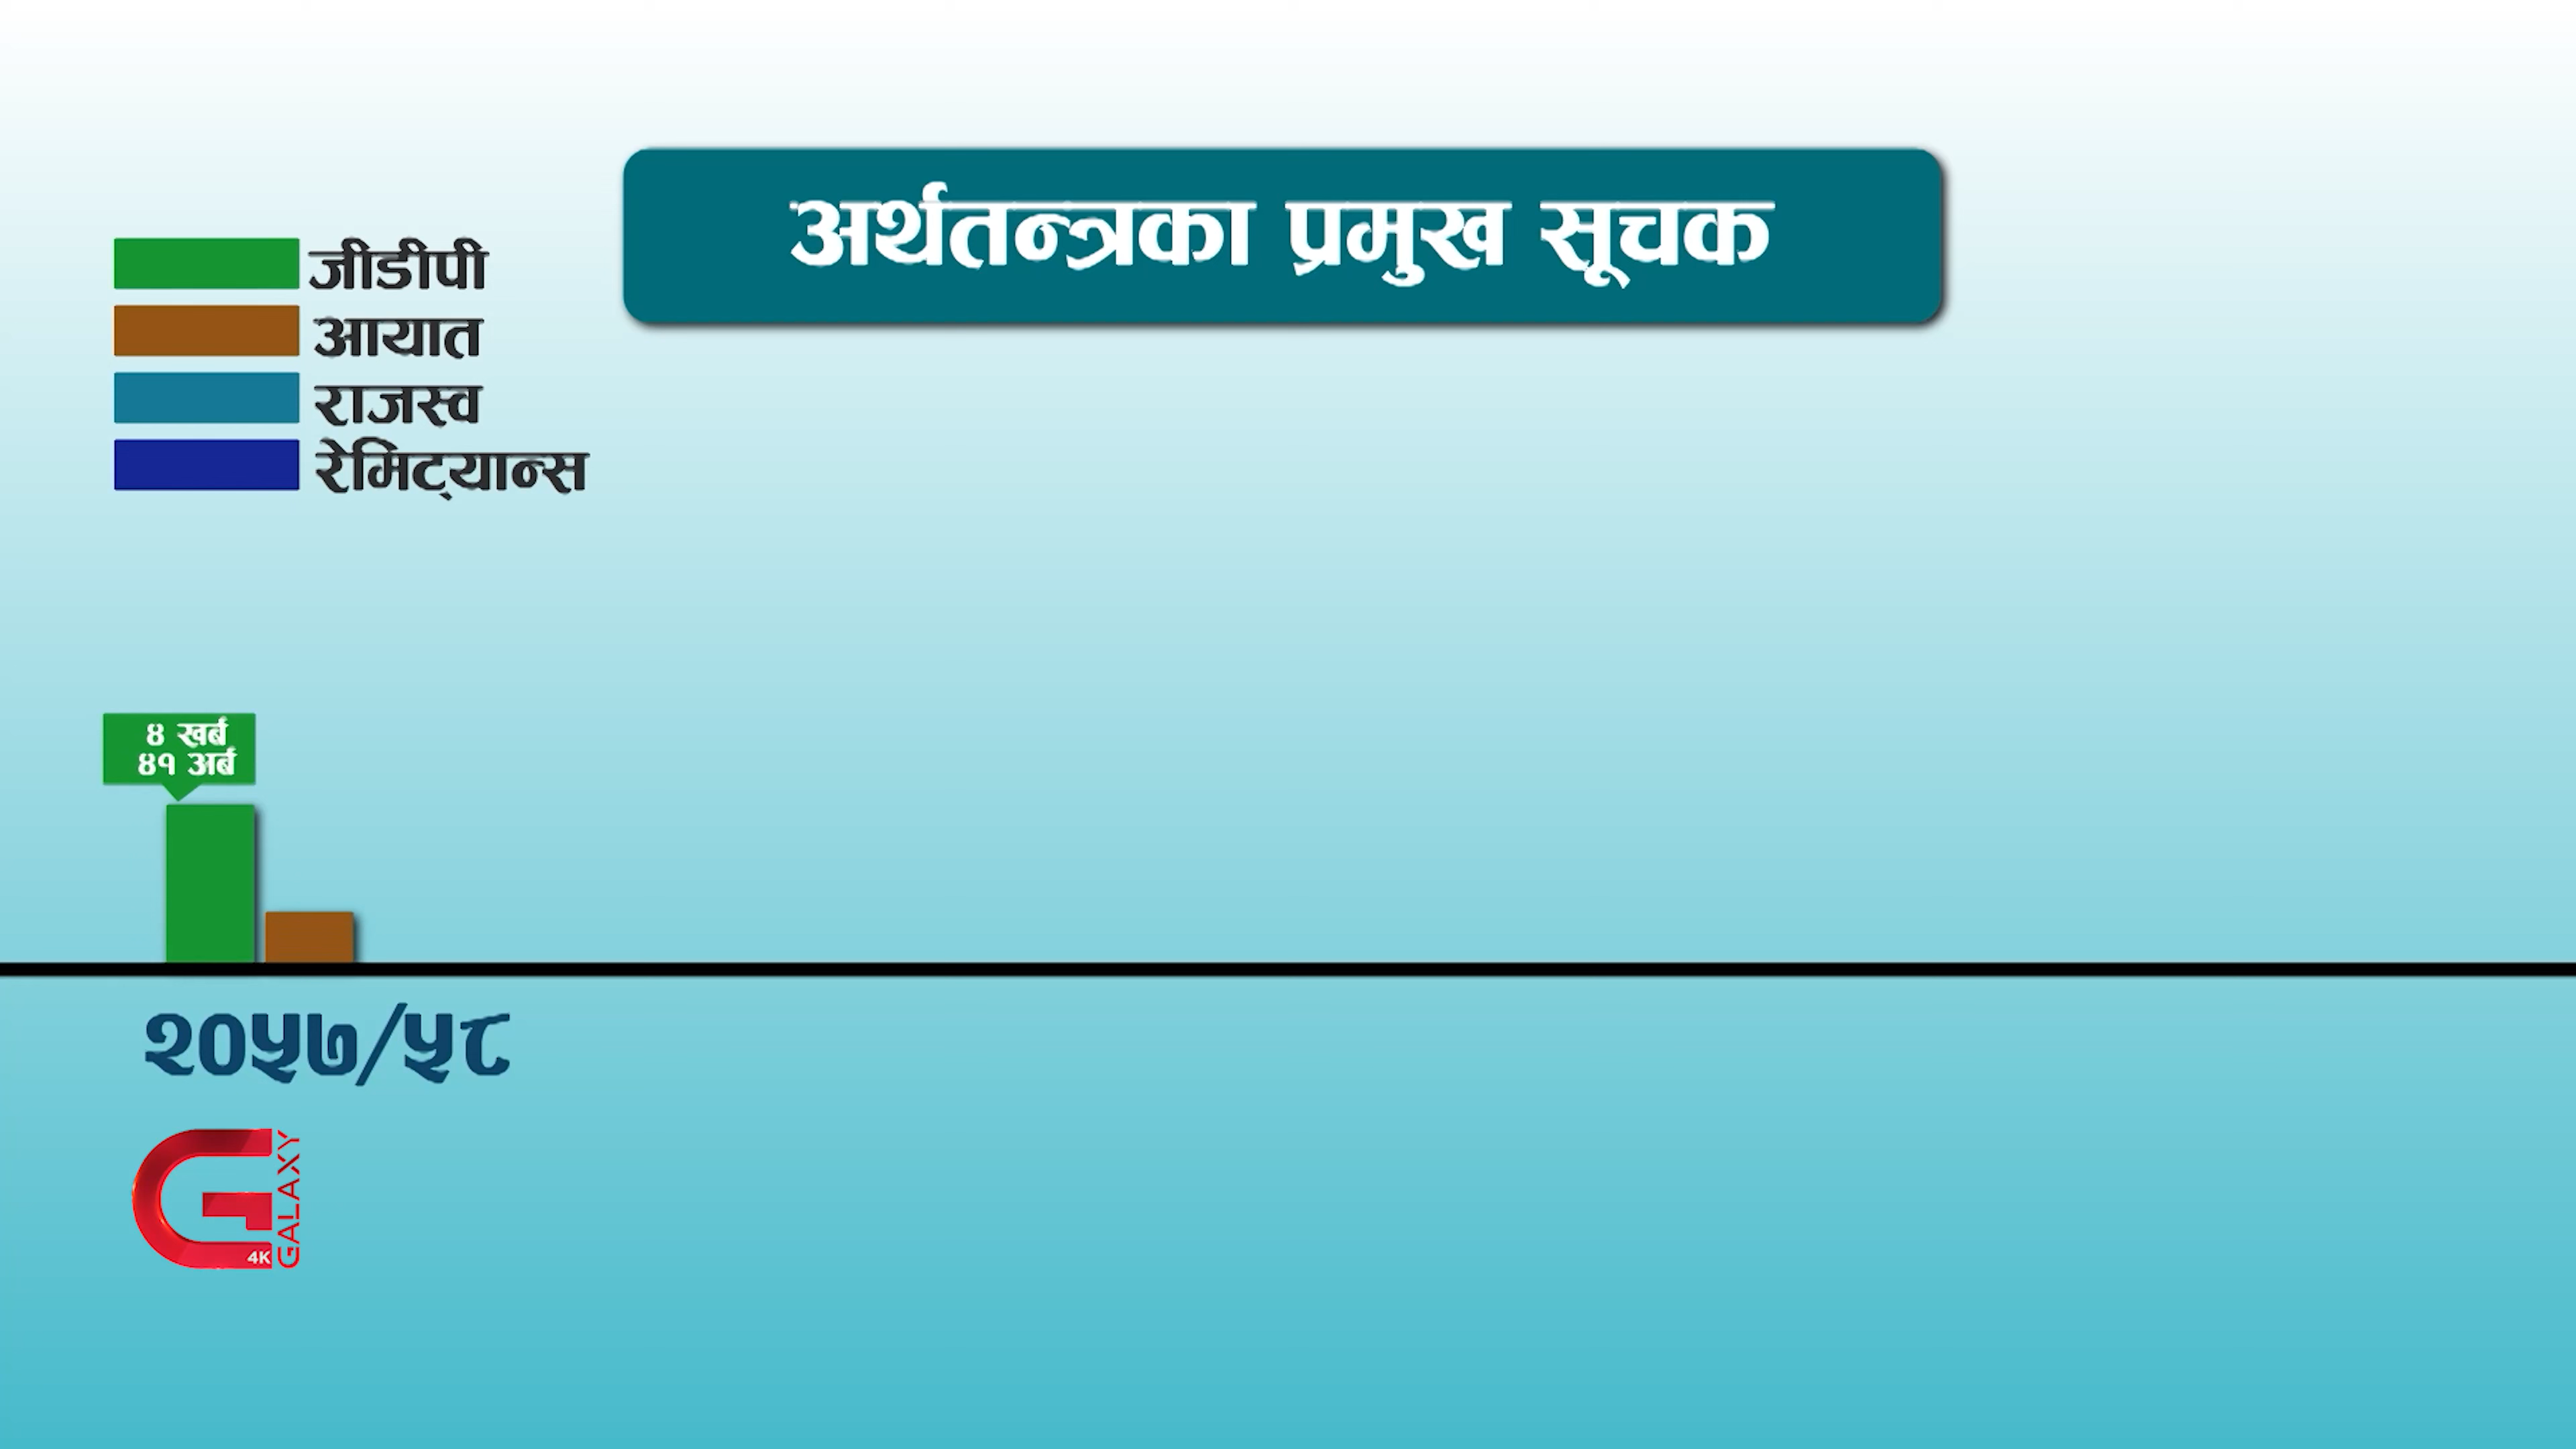 अर्थतन्त्रका प्रमुख सूचक
जीडीपी
आयात
राजस्व
रेमिट्यान्स
४ खर्ब
४१ अर्ब
२०५७/५८
GALAXY
4K